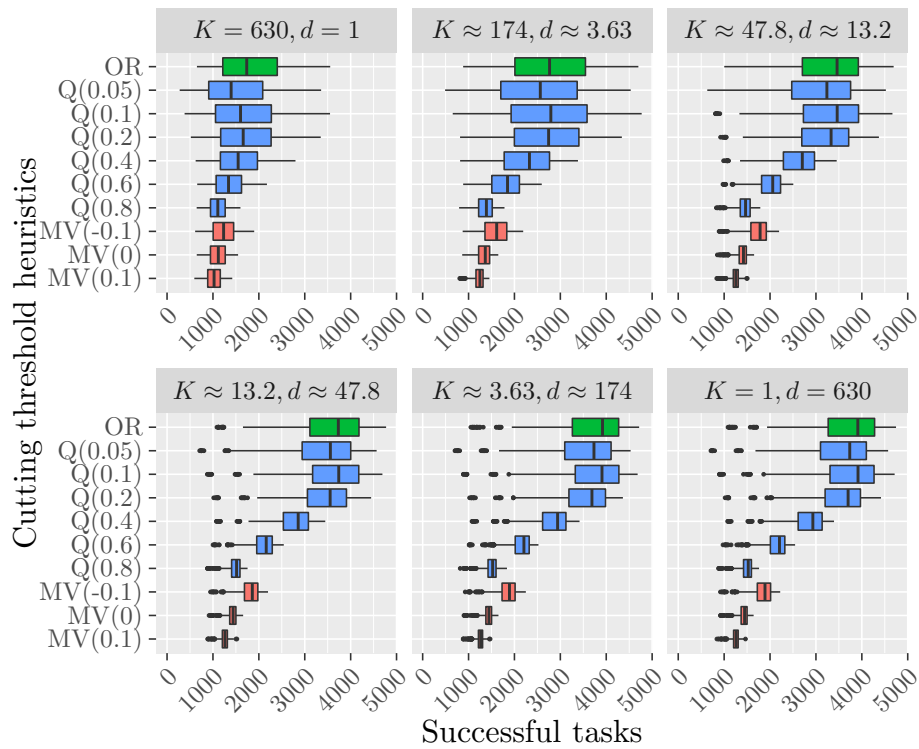 K = 630, d = 1
K ≈ 174, d ≈ 3.63
K ≈ 47.8, d ≈ 13.2
OR
Q(0.05)
Q(0.1)
Q(0.2)
Q(0.4)
Q(0.6)
Q(0.8)
MV(-0.1)
MV(0)
MV(0.1)
0 1000 2000 3000 4000 5000
0 1000 2000 3000 4000 5000
0 1000 2000 3000 4000 5000
K ≈ 13.2, d ≈ 47.8
K ≈ 3.63, d ≈ 174
K = 1, d = 630
OR
Q(0.05)
Q(0.1)
Q(0.2)
Q(0.4)
Q(0.6)
Q(0.8)
MV(-0.1)
MV(0)
MV(0.1)
0 1000 2000 3000 4000 5000
0 1000 2000 3000 4000 5000
0 1000 2000 3000 4000 5000
Cutting threshold heuristics
Successful tasks